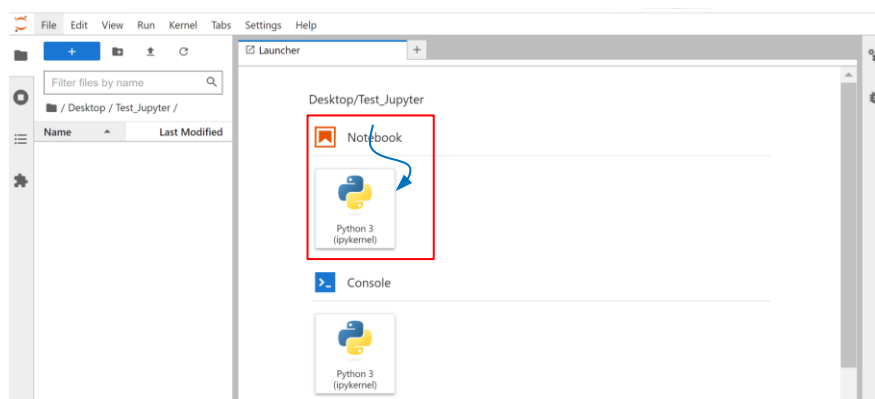 File Edit View Run Kernel Tabs Settings Help
+
Launcher
+
Filter files by name
/ Desktop / Test_Jupyter /
Name Last Modified
Desktop/Test_Jupyter
Notebook
Python 3
(ipykernel)
Console
Python 3
(ipykernel)